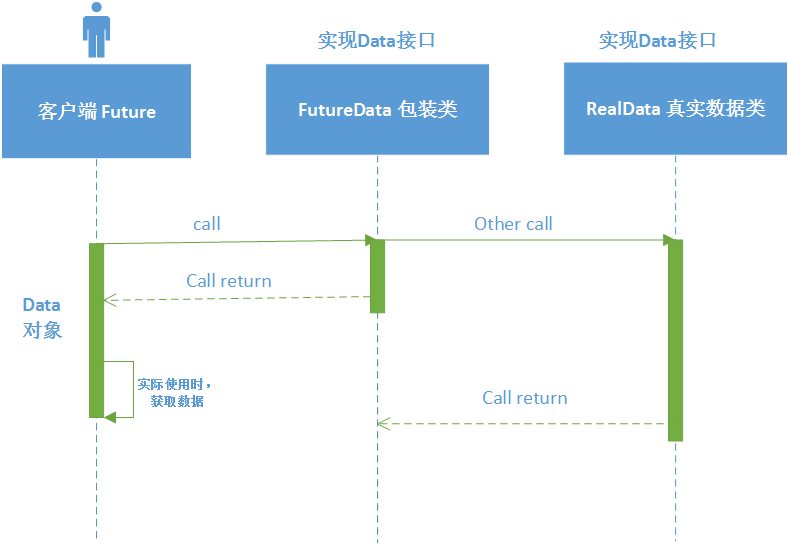 实现Data接口
实现Data接口
客户端 Future
FutureData 包装类
RealData 真实数据类
call
Other call
Call return
Data
对象
实际使用时，
获取数据
Call return